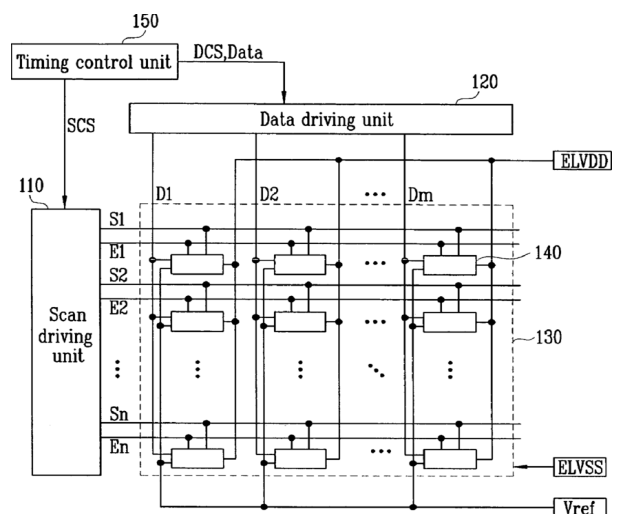 150
Timing control unit
DCS,Data
120
Data driving unit
SCS
ELVDD
110
D1
D2
Dm
S1
E1
140
S2
E2
Scan
driving
unit
130
Sn
En
ELVSS
Vref